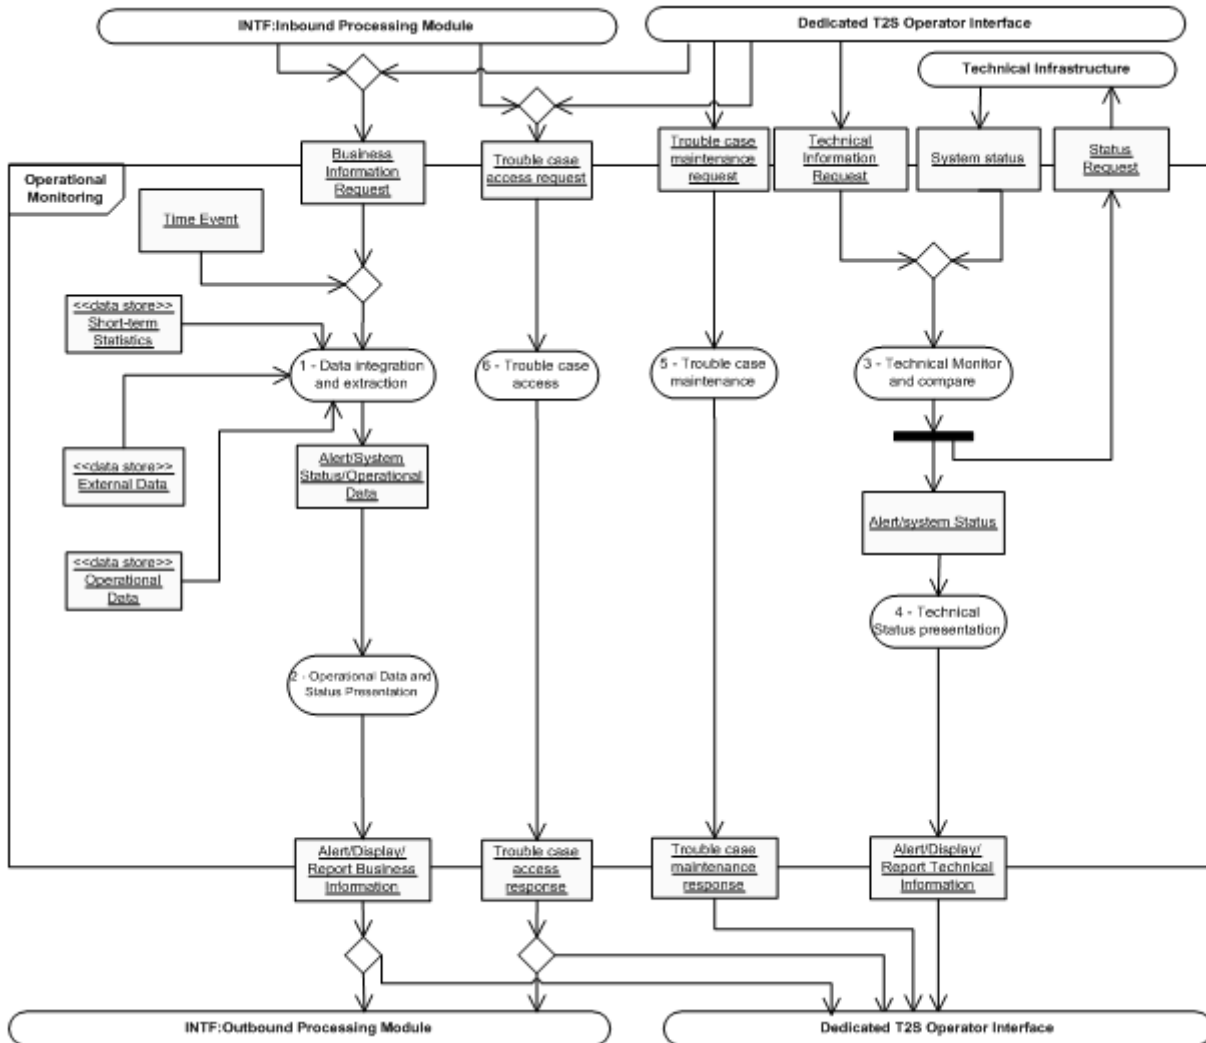 INTF:Inbound Processing Module
Dedicated T2S Operator Interface
Technical Infrastructure
Operational
Monitoring
Business
Information
Request
Trouble case
access request
Trouble case
maintenance
request
Technical
Information
Request
System status
Status
Request
Time Event
<<data store>>
Short-term
Statistics
1 - Data integration
and extraction
6 - Trouble case
access
5 - Trouble case
maintenance
3 - Technical Monitor
and compare
<<data store>>
External Data
Alert/System
Status/Operational
Data
Alert/system Status
<<data store>>
Operational
Data
4 - Technical
Status presentation
2 - Operational Data and
Status Presentation
Alert/Display/
Report Business
Information
Trouble case
access
response
Trouble case
maintenance
response
Alert/Display/
Report Technical
Information
INTF:Outbound Processing Module
Dedicated T2S Operator Interface